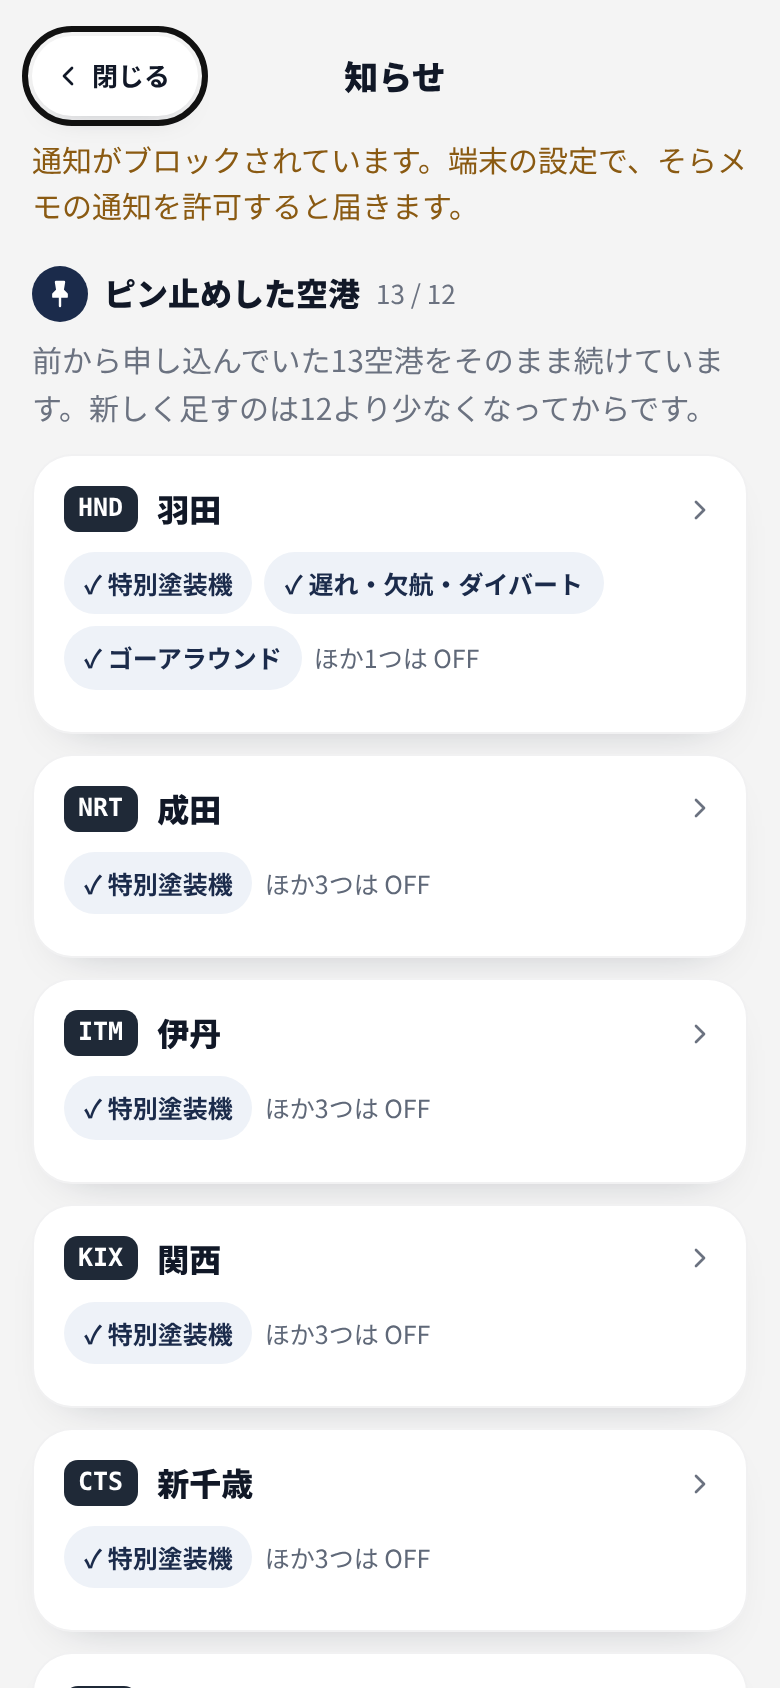 閉じる
知らせ
通知がブロックされています。端末の設定で、そらメ
モの通知を許可すると届きます。
ピン止めした空港 13 / 12
前から申し込んでいた13空港をそのまま続けていま
す。新しく足すのは12より少なくなってからです。
HND 羽田
✓特別塗装機 ✓遅れ・欠航・ダイバート
✓ゴーアラウンド ほか1つは OFF
NRT 成田
✓特別塗装機 ほか3つは OFF
ITM 伊丹
✓特別塗装機 ほか3つは OFF
KIX 関西
✓特別塗装機 ほか3つは OFF
CTS 新千歳
✓特別塗装機 ほか3つは OFF